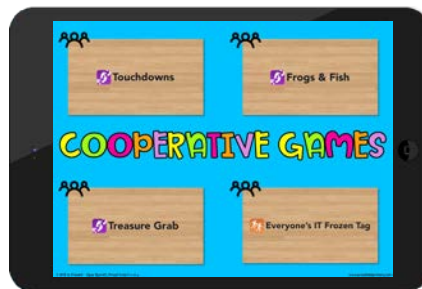 Touchdowns
Frogs & Fish
COOPERATIVE GAMES
Treasure Grab
Everyone's IT Frozen Tag